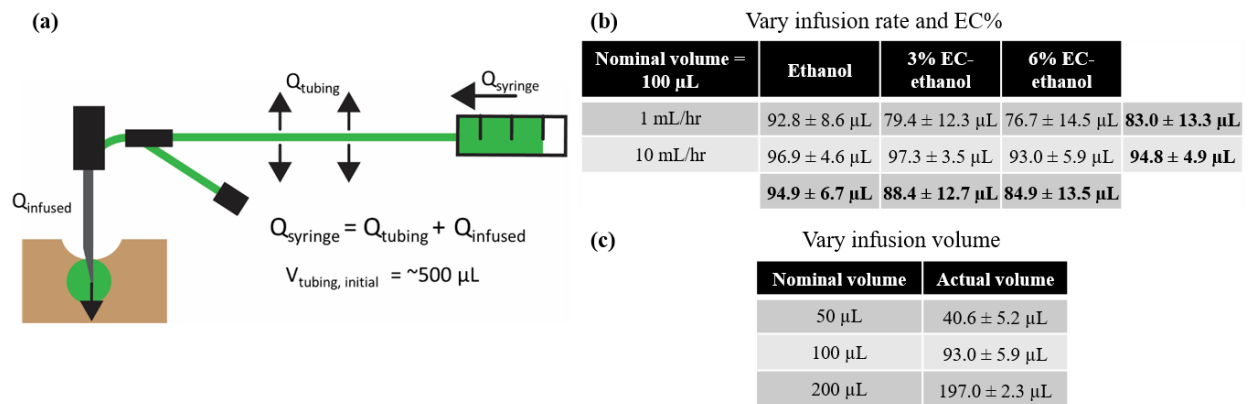 (a)
Q_tubing
Q_syringe
Q_infused
Q_syringe = Q_tubing + Q_infused
V_tubing, initial = ~500 µL
(b)
Vary infusion rate and EC%
Nominal volume = 100 µL
Ethanol
3% EC-ethanol
6% EC-ethanol
1 mL/hr 92.8 ± 8.6 µL 79.4 ± 12.3 µL 76.7 ± 14.5 µL 83.0 ± 13.3 µL
10 mL/hr 96.9 ± 4.6 µL 97.3 ± 3.5 µL 93.0 ± 5.9 µL 94.8 ± 4.9 µL
94.9 ± 6.7 µL 88.4 ± 12.7 µL 84.9 ± 13.5 µL
(c)
Vary infusion volume
Nominal volume Actual volume
50 µL 40.6 ± 5.2 µL
100 µL 93.0 ± 5.9 µL
200 µL 197.0 ± 2.3 µL